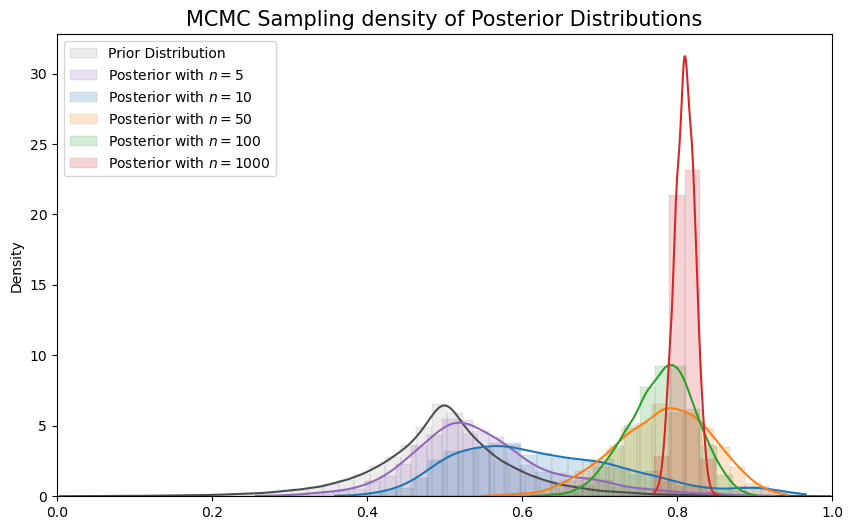 MCMC Sampling density of Posterior Distributions
Prior Distribution
Posterior with n = 5
Posterior with n = 10
Posterior with n = 50
Posterior with n = 100
Posterior with n = 1000
Density
30
25
20
15
10
5
0
0.0 0.2 0.4 0.6 0.8 1.0